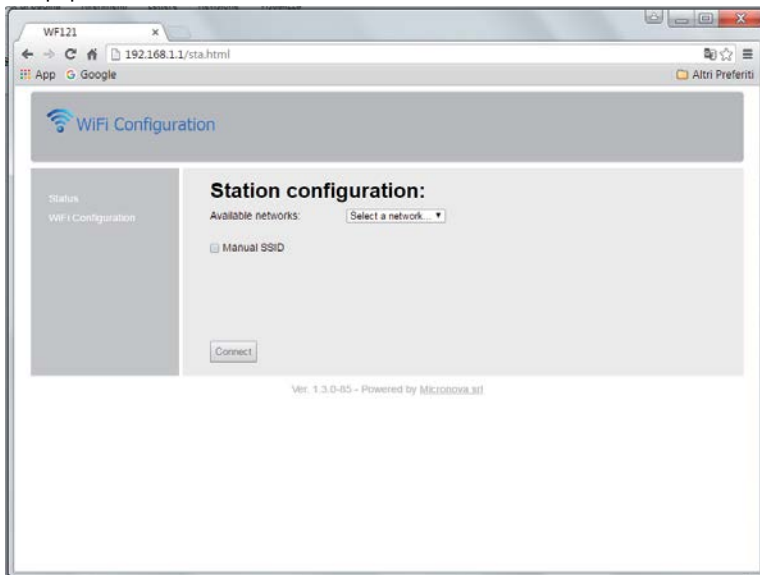 WF121
192.168.1.1/sta.html
App Google Altri Preferiti
WiFi Configuration
Status
WiFi Configuration
Station configuration:
Available networks: Select a network...
Manual SSID
Connect
Ver. 1.3.0-85 - Powered by Micronova srl